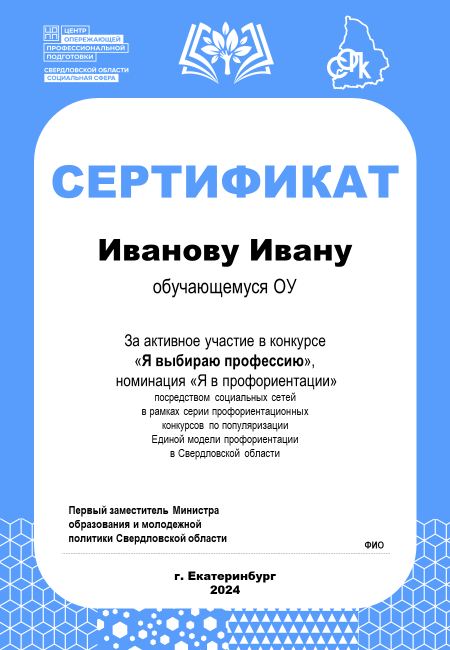 ЦЕНТР
ОПЕРЕЖАЮЩЕЙ
ПРОФЕССИОНАЛЬНОЙ
ПОДГОТОВКИ
СВЕРДЛОВСКОЙ ОБЛАСТИ
СОЦИАЛЬНАЯ СФЕРА
СОПК
СЕРТИФИКАТ
Иванову Ивану
обучающемуся ОУ
За активное участие в конкурсе
«Я выбираю профессию»,
номинация «Я в профориентации»
посредством социальных сетей
в рамках серии профориентационных
конкурсов по популяризации
Единой модели профориентации
в Свердловской области
Первый заместитель Министра
образования и молодежной
политики Свердловской области
ФИО
г. Екатеринбург
2024